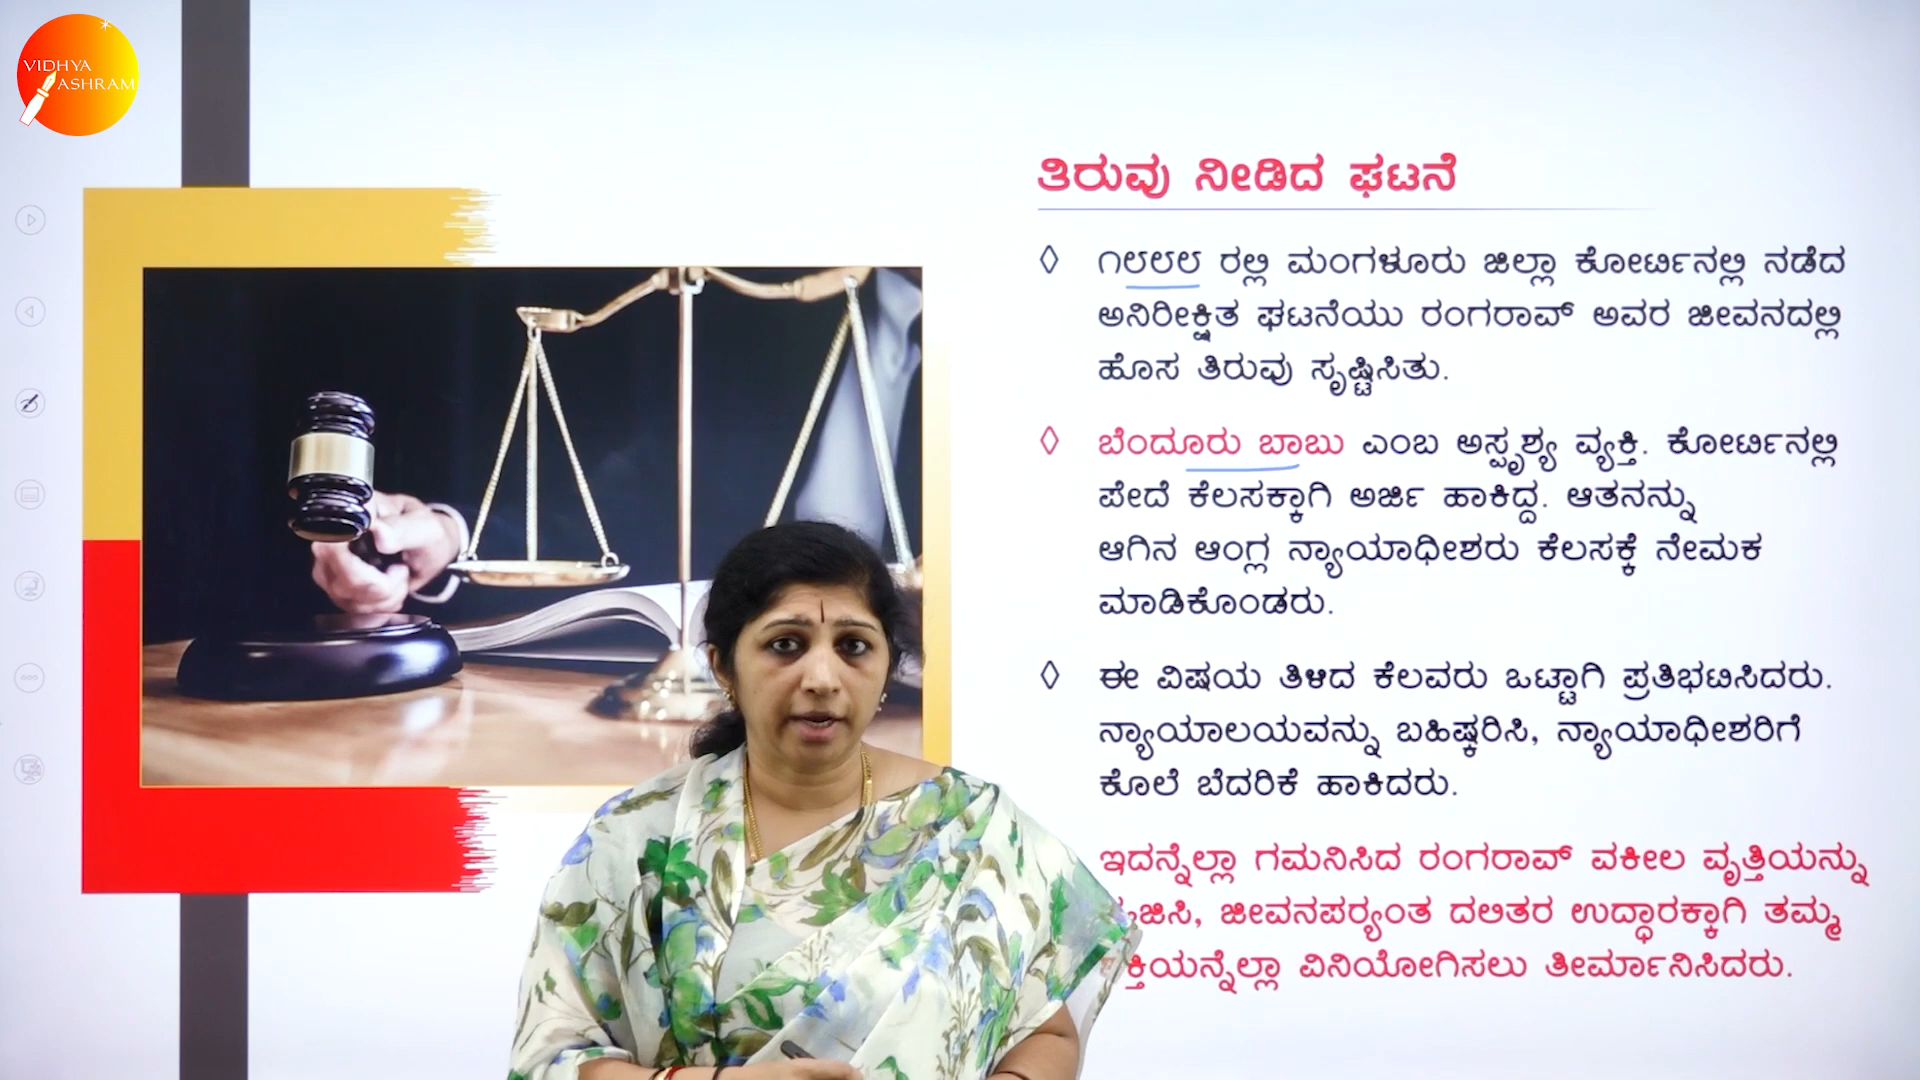 VIDHYA
ASHRAM
ತಿರುವು ನೀಡಿದ ಘಟನೆ
೧೮೮೮ ರಲ್ಲಿ ಮಂಗಳೂರು ಜಿಲ್ಲಾ ಕೋರ್ಟಿನಲ್ಲಿ ನಡೆದ
ಅನಿರೀಕ್ಷಿತ ಘಟನೆಯು ರಂಗರಾವ್ ಅವರ ಜೀವನದಲ್ಲಿ
ಹೊಸ ತಿರುವು ಸೃಷ್ಟಿಸಿತು.
ಬೆಂದೂರು ಬಾಬು ಎಂಬ ಅಸ್ಪೃಶ್ಯ ವ್ಯಕ್ತಿ. ಕೋರ್ಟಿನಲ್ಲಿ
ಪೇದೆ ಕೆಲಸಕ್ಕಾಗಿ ಅರ್ಜಿ ಹಾಕಿದ್ದ. ಆತನನ್ನು
ಆಗಿನ ಆಂಗ್ಲ ನ್ಯಾಯಾಧೀಶರು ಕೆಲಸಕ್ಕೆ ನೇಮಕ
ಮಾಡಿಕೊಂಡರು.
ಈ ವಿಷಯ ತಿಳಿದ ಕೆಲವರು ಒಟ್ಟಾಗಿ ಪ್ರತಿಭಟಿಸಿದರು.
ನ್ಯಾಯಾಲಯವನ್ನು ಬಹಿಷ್ಕರಿಸಿ, ನ್ಯಾಯಾಧೀಶರಿಗೆ
ಕೊಲೆ ಬೆದರಿಕೆ ಹಾಕಿದರು.
ಇದನ್ನೆಲ್ಲಾ ಗಮನಿಸಿದ ರಂಗರಾವ್ ವಕೀಲ ವೃತ್ತಿಯನ್ನು
ಜೀವನಪರ‍್ಯಂತ ದಲಿತರ ಉದ್ಧಾರಕ್ಕಾಗಿ ತಮ್ಮ
ವಿನಿಯೋಗಿಸಲು ತೀರ್ಮಾನಿಸಿದರು.